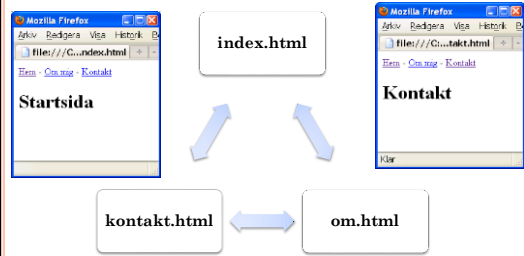 Mozilla Firefox
Arkiv Redigera Visa Historik B
file:///C:...ndex.html
Hem - Om mig - Kontakt
Startsida
index.html
Mozilla Firefox
Arkiv Redigera Visa Historik B
file:///C:...takt.html
Hem - Om mig - Kontakt
Kontakt
Klar
kontakt.html
om.html